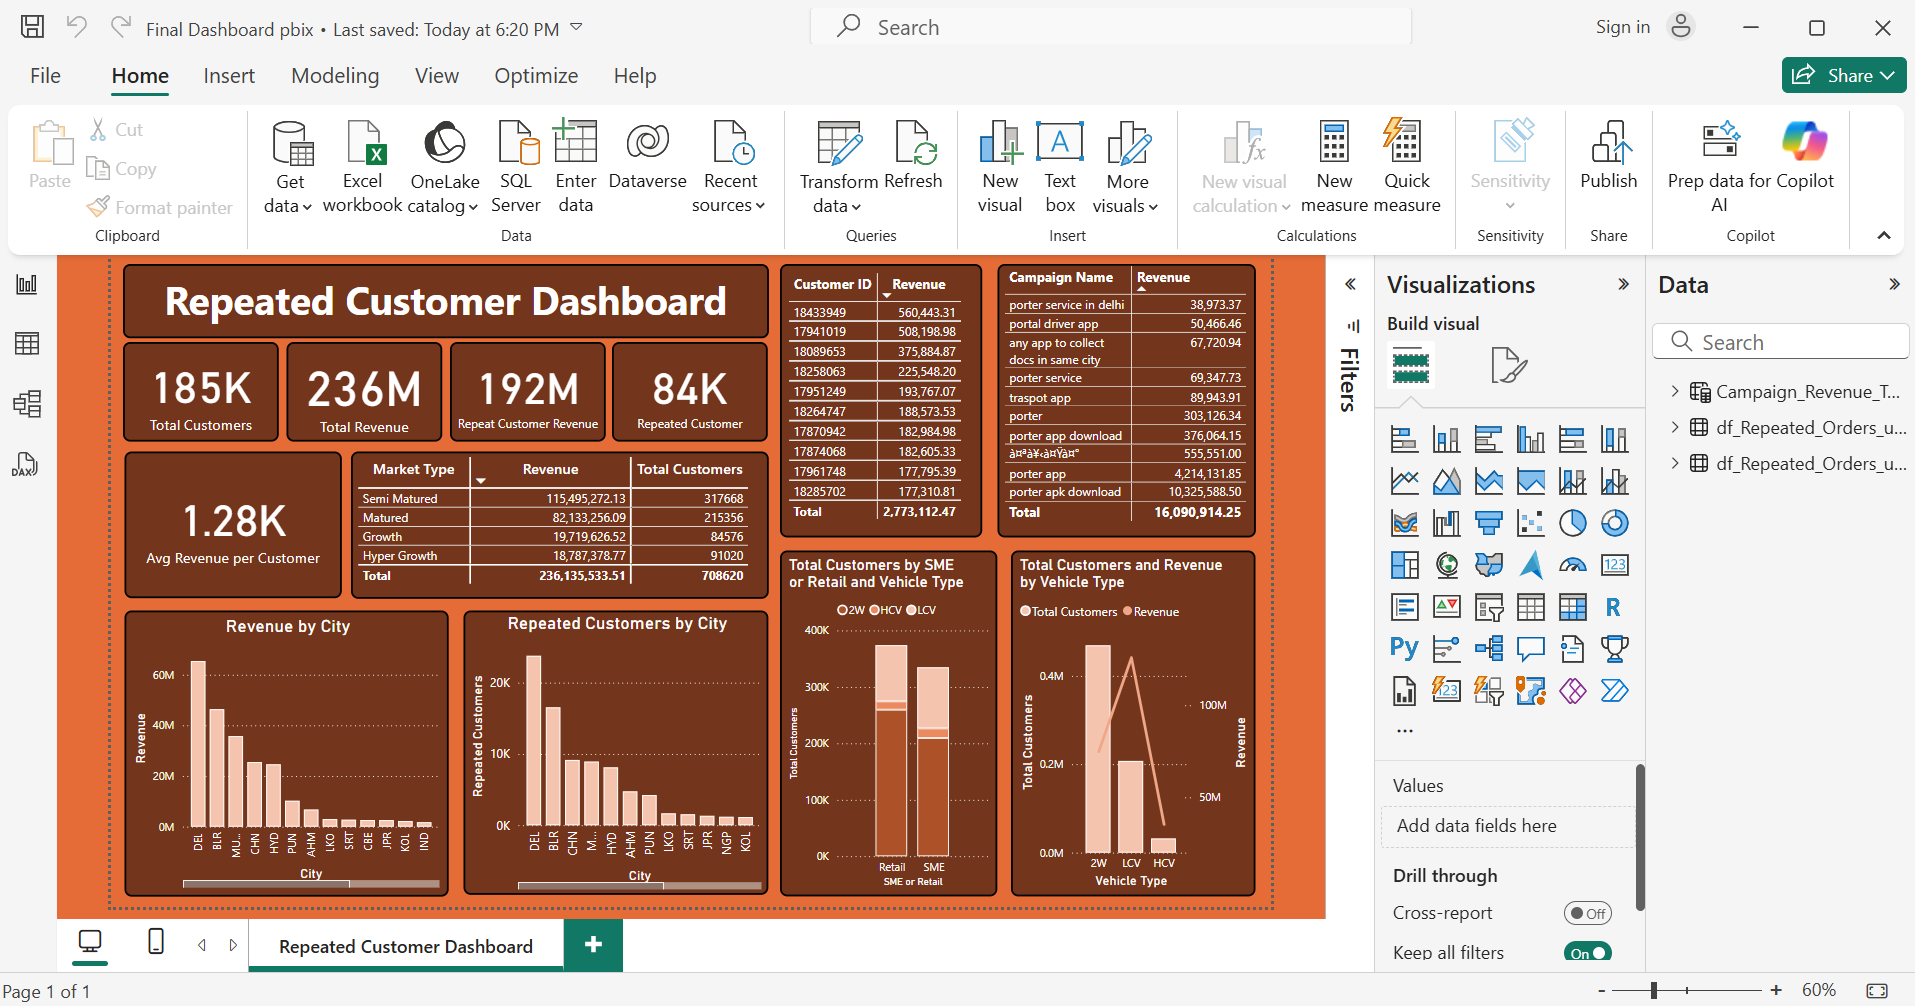 Final Dashboard pbix • Last saved: Today at 6:20 PM
Search
Sign in
File Home Insert Modeling View Optimize Help
Share
Paste
Cut
Copy
Format painter
Clipboard
Get data
Excel workbook
OneLake catalog
SQL Server
Enter data
Dataverse
Recent sources
Data
Transform data
Refresh
Queries
New visual
Text box
More visuals
Insert
New visual calculation
New measure
Quick measure
Calculations
Sensitivity
Sensitivity
Publish
Share
Prep data for AI
Copilot
Copilot
DAX
Repeated Customer Dashboard
185K
Total Customers
236M
Total Revenue
192M
Repeat Customer Revenue
84K
Repeated Customer
1.28K
Avg Revenue per Customer
Market Type Revenue Total Customers
Semi Matured 115,495,272.13 317668
Matured 82,133,256.09 215356
Growth 19,719,626.52 84576
Hyper Growth 18,787,378.77 91020
Total 236,135,533.51 708620
Customer ID Revenue
18433949 560,443.31
17941019 508,198.98
18089653 375,884.87
18258063 225,548.20
17951249 193,767.07
18264747 188,573.53
17870942 182,984.98
17874068 182,605.33
17961748 177,795.39
18285702 177,310.81
Total 2,773,112.47
Campaign Name Revenue
porter service in delhi 38,973.37
portal driver app 50,466.46
any app to collect 67,720.94
docs in same city
porter service 69,347.73
traspot app 89,943.91
porter 303,126.34
porter app download 376,064.15
à¤ªà¥‹à¤Ÿà¤° 555,551.00
porter app 4,214,131.85
porter apk download 10,325,588.50
Total 16,090,914.25
Revenue by City
Revenue
60M
40M
20M
0M
DEL BLR MU... CHN HYD PUN AHM LKO SRT CBE JPR KOL IND
City
Repeated Customers by City
Repeated Customers
20K
10K
0K
DEL BLR CHN M... HYD AHM PUN LKO SRT JPR NGP KOL
City
Total Customers by SME
or Retail and Vehicle Type
2W HCV LCV
Total Customers
400K
300K
200K
100K
0K
Retail SME
SME or Retail
Total Customers and Revenue
by Vehicle Type
Total Customers Revenue
Total Customers
0.4M
0.2M
0.0M
100M
50M
Revenue
2W LCV HCV
Vehicle Type
Filters
Visualizations
Build visual
123
R
Py
123
...
Values
Add data fields here
Drill through
Cross-report
Off
Keep all filters
On
Data
Search
Campaign_Revenue_T...
df_Repeated_Orders_u...
df_Repeated_Orders_u...
Repeated Customer Dashboard
+
Page 1 of 1
- + 60%